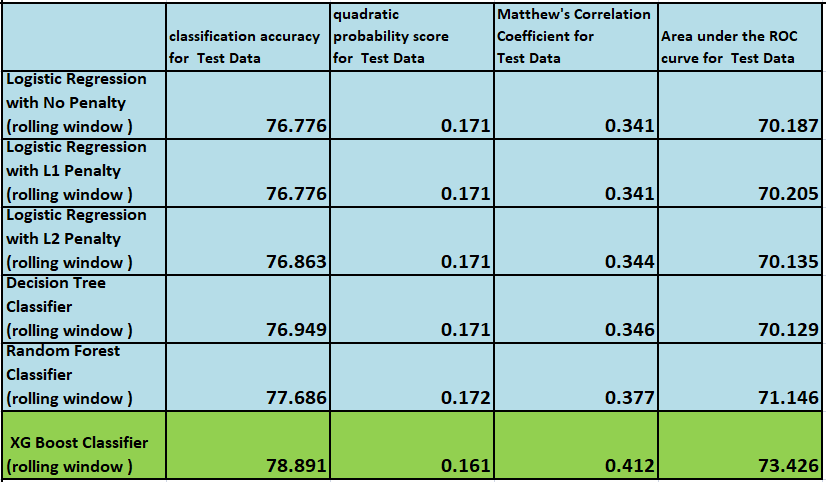 classification accuracy
for  Test Data
quadratic
probability score
for  Test Data
Matthew's Correlation
Coefficient for
Test Data
Area under the ROC
curve for  Test Data
Logistic Regression
with No Penalty
(rolling window )
76.776
0.171
0.341
70.187
Logistic Regression
with L1 Penalty
(rolling window )
76.776
0.171
0.341
70.205
Logistic Regression
with L2 Penalty
(rolling window )
76.863
0.171
0.344
70.135
Decision Tree
Classifier
(rolling window )
76.949
0.171
0.346
70.129
Random Forest
Classifier
(rolling window )
77.686
0.172
0.377
71.146
XG Boost Classifier
(rolling window )
78.891
0.161
0.412
73.426